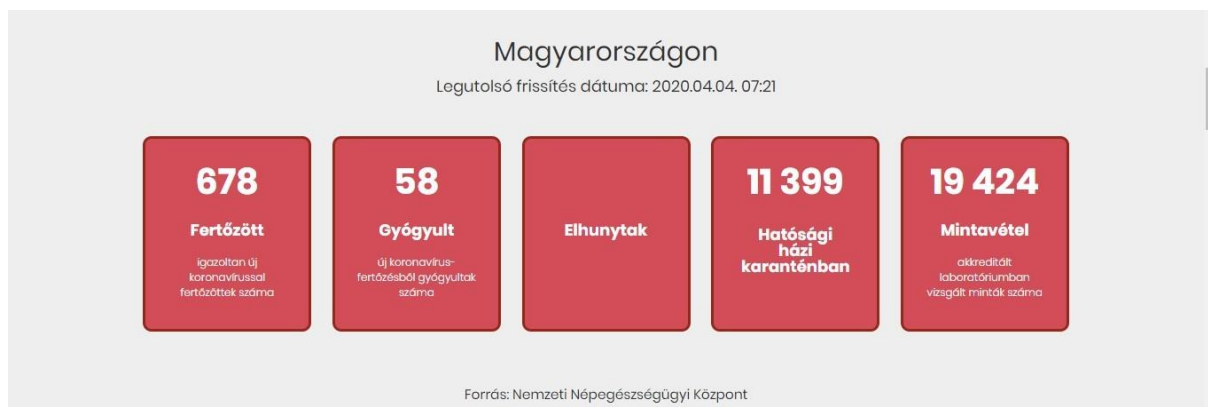 Magyarországon
Legutolsó frissítés dátuma: 2020.04.04. 07:21
678
Fertőzött
igazoltan új
koronavírussal
fertőzöttek száma
58
Gyógyult
új koronavírus-
fertőzésből gyógyultak
száma
Elhunytak
11 399
Hatósági
házi
karanténban
19 424
Mintavétel
akkreditált
laboratóriumban
vizsgált minták száma
Forrás: Nemzeti Népegészségügyi Központ